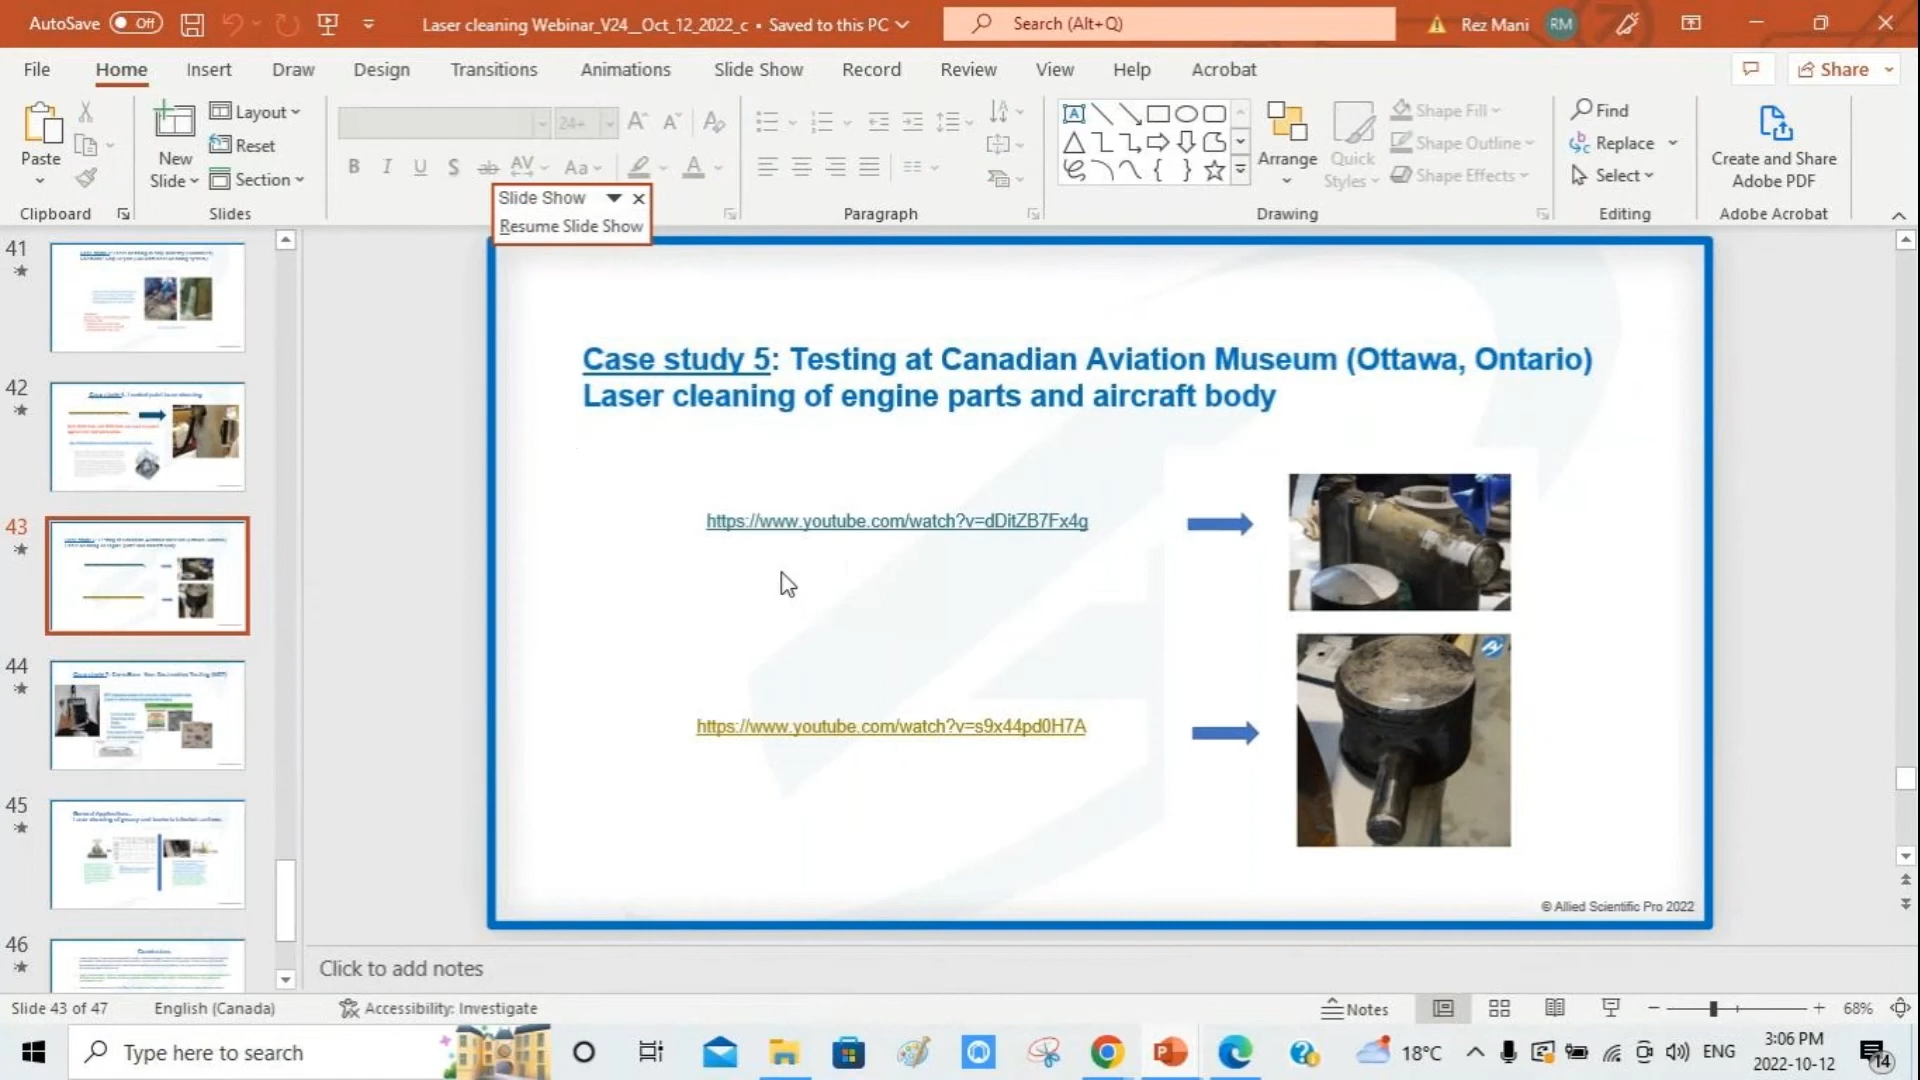 AutoSave Off
Laser cleaning Webinar_V24__Oct_12_2022_c • Saved to this PC
Search (Alt+Q)
Rez Mani RM
File Home Insert Draw Design Transitions Animations Slide Show Record Review View Help Acrobat
Share
Paste
New
Slide
Layout
Reset
Section
24+
Aa
Arrange
Quick
Styles
Shape Fill
Shape Outline
Shape Effects
Find
Replace
Select
Create and Share
Adobe PDF
Clipboard Slides Paragraph Drawing Editing Adobe Acrobat
Slide Show
Resume Slide Show
41
42
43
44
45
46
Case study 5: Testing at Canadian Aviation Museum (Ottawa, Ontario)
Laser cleaning of engine parts and aircraft body
https://www.youtube.com/watch?v=dDitZB7Fx4g
https://www.youtube.com/watch?v=s9x44pd0H7A
© Allied Scientific Pro 2022
Click to add notes
Slide 43 of 47 English (Canada) Accessibility: Investigate Notes 68%
Type here to search
18°C ENG
3:06 PM
2022-10-12
14